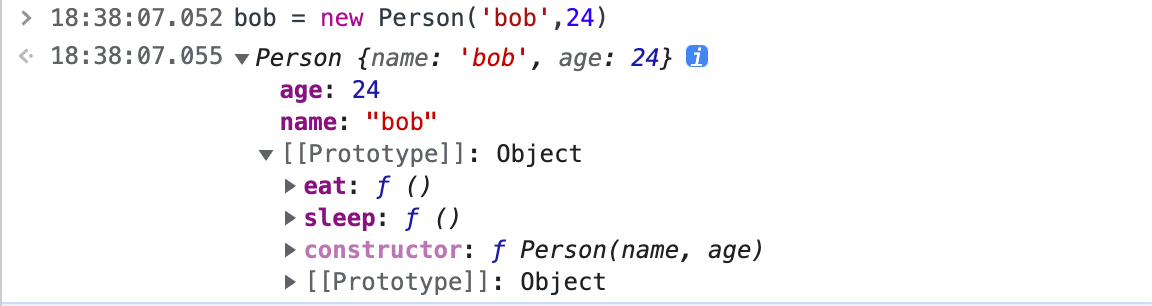 > 18:38:07.052 bob = new Person('bob',24)
18:38:07.055 ▼Person {name: 'bob', age: 24} i
age: 24
name: "bob"
▼[[Prototype]]: Object
▶eat: ƒ ()
▶sleep: ƒ ()
▶constructor: ƒ Person(name, age)
▶[[Prototype]]: Object